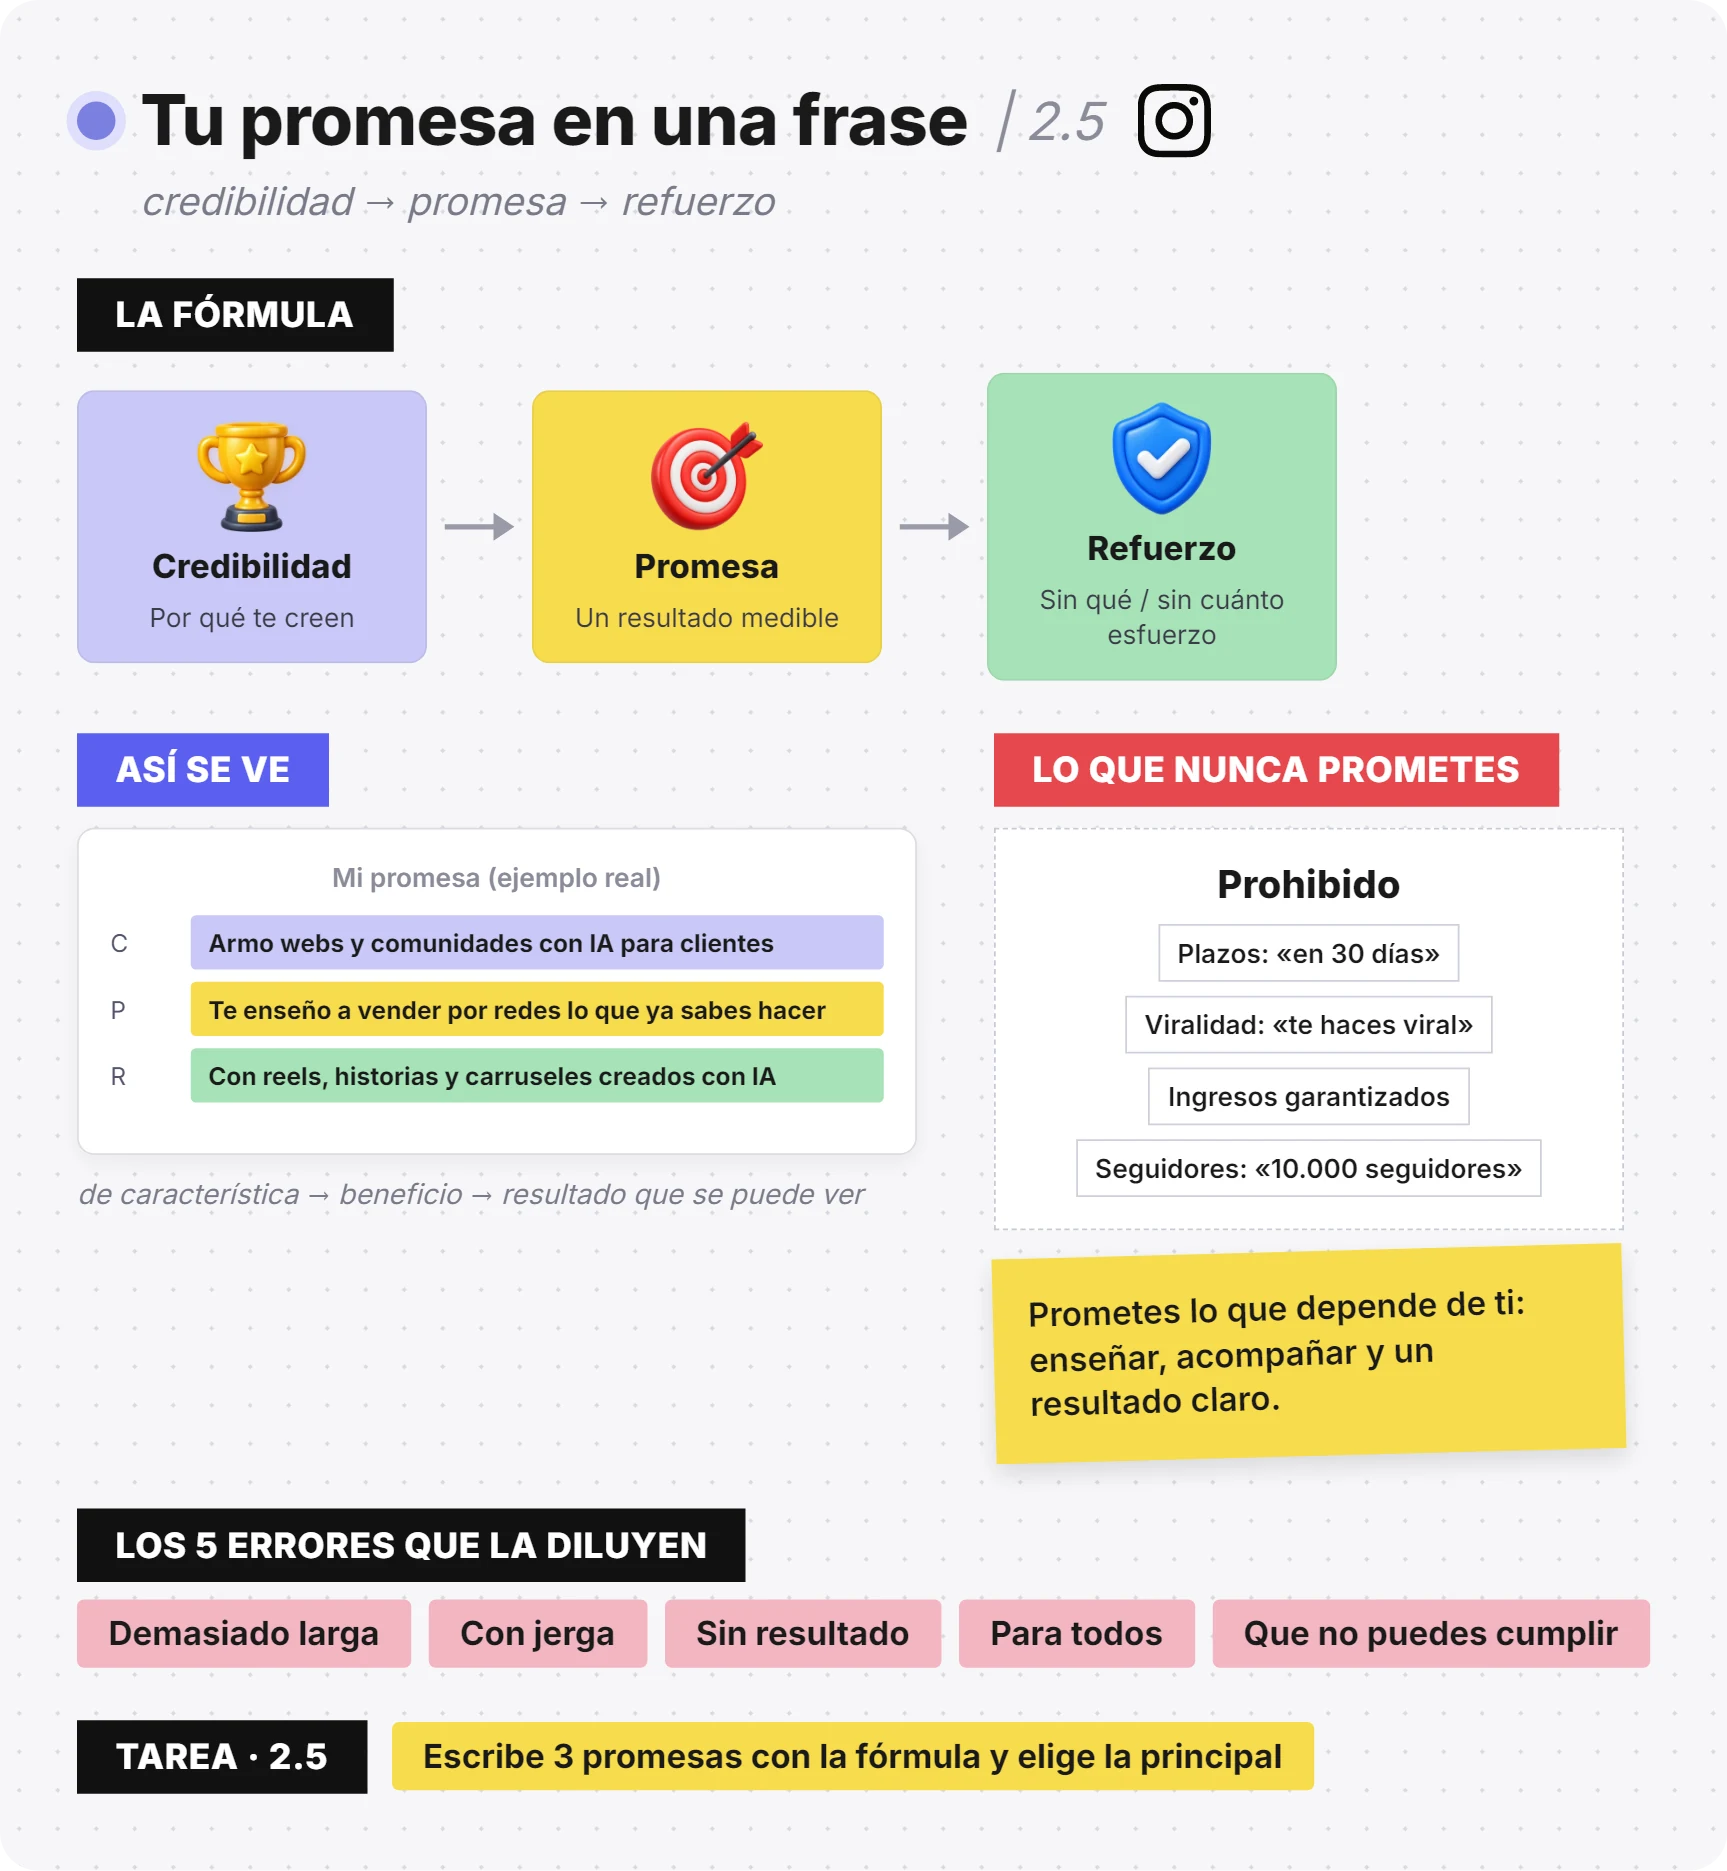 Tu promesa en una frase / 2.5
credibilidad → promesa → refuerzo
LA FÓRMULA
Credibilidad
Por qué te creen
Promesa
Un resultado medible
Refuerzo
Sin qué / sin cuánto
esfuerzo
ASÍ SE VE
Mi promesa (ejemplo real)
C Armo webs y comunidades con IA para clientes
P Te enseño a vender por redes lo que ya sabes hacer
R Con reels, historias y carruseles creados con IA
de característica → beneficio → resultado que se puede ver
LO QUE NUNCA PROMETES
Prohibido
Plazos: «en 30 días»
Viralidad: «te haces viral»
Ingresos garantizados
Seguidores: «10.000 seguidores»
Prometes lo que depende de ti:
enseñar, acompañar y un
resultado claro.
LOS 5 ERRORES QUE LA DILUYEN
Demasiado larga
Con jerga
Sin resultado
Para todos
Que no puedes cumplir
TAREA · 2.5
Escribe 3 promesas con la fórmula y elige la principal